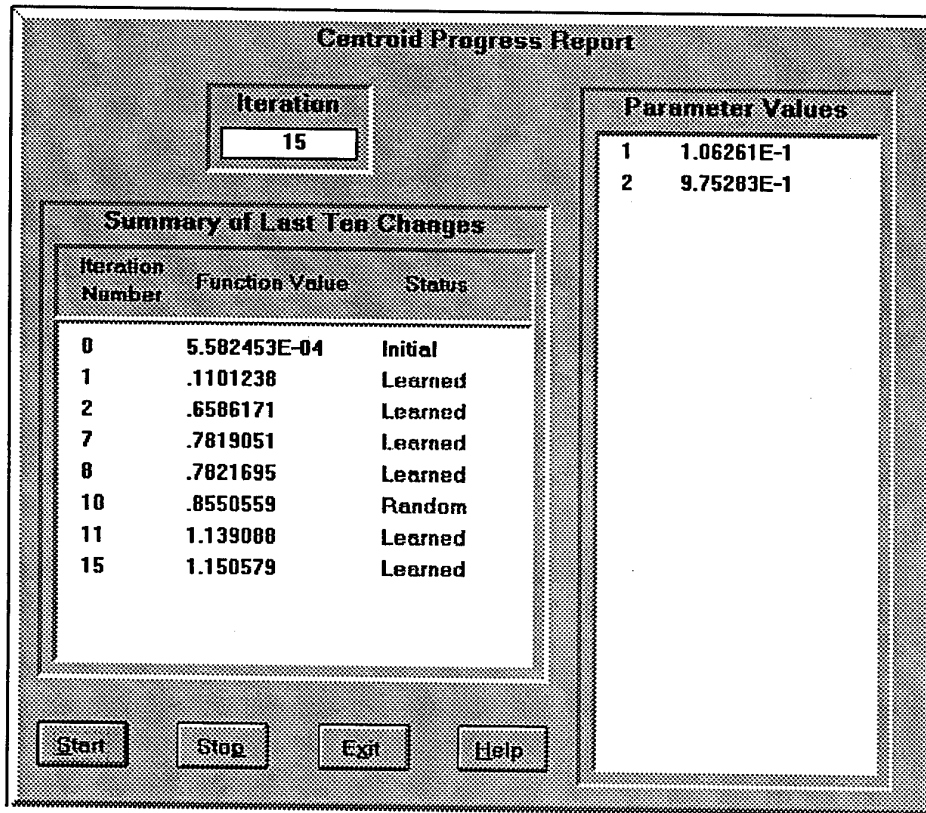 Centroid Progress Report
Iteration
15
Summary of Last Ten Changes
Iteration Number Function Value Status
0 5.582453E-04 Initial
1 .1101238 Learned
2 .6586171 Learned
7 .7819051 Learned
8 .7821695 Learned
10 .8550559 Random
11 1.139088 Learned
15 1.150579 Learned
Parameter Values
1 1.06261E-1
2 9.75283E-1
Start Stop Exit Help